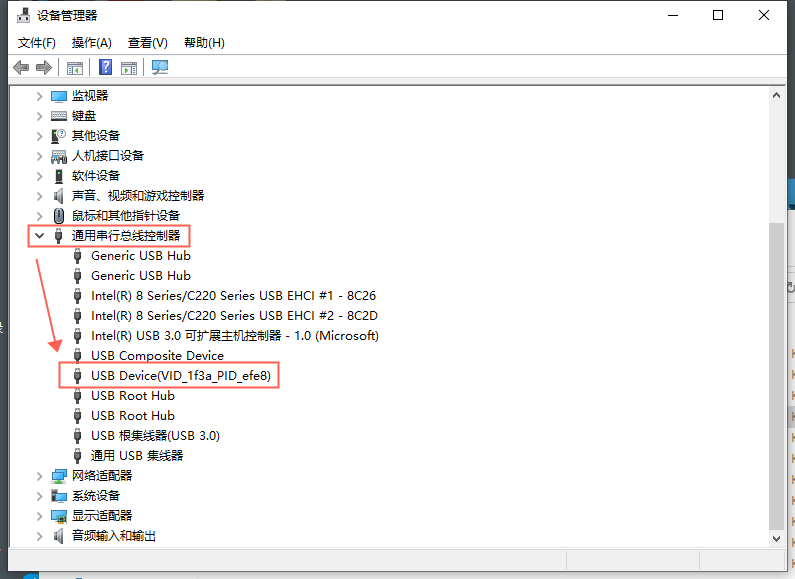 设备管理器
文件(F) 操作(A) 查看(V) 帮助(H)
监视器
键盘
其他设备
人机接口设备
软件设备
声音、视频和游戏控制器
鼠标和其他指针设备
通用串行总线控制器
Generic USB Hub
Generic USB Hub
Intel(R) 8 Series/C220 Series USB EHCI #1 - 8C26
Intel(R) 8 Series/C220 Series USB EHCI #2 - 8C2D
Intel(R) USB 3.0 可扩展主机控制器 - 1.0 (Microsoft)
USB Composite Device
USB Device(VID_1f3a_PID_efe8)
USB Root Hub
USB Root Hub
USB 根集线器(USB 3.0)
通用 USB 集线器
网络适配器
系统设备
显示适配器
音频输入和输出